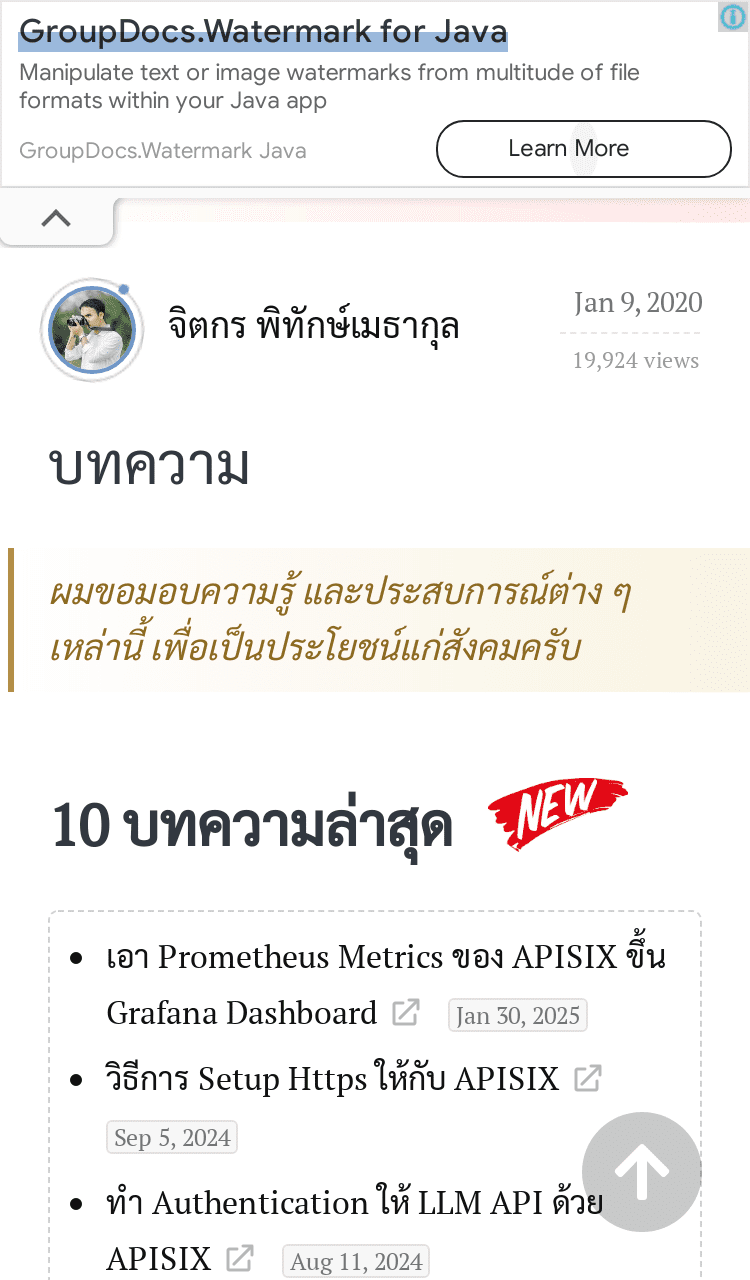 GroupDocs.Watermark for Java
Manipulate text or image watermarks from multitude of file
formats within your Java app
GroupDocs.Watermark Java
Learn More
จิตกร พิทักษ์เมธากุล
Jan 9, 2020
19,924 views
บทความ
ผมขอมอบความรู้ และประสบการณ์ต่าง ๆ
เหล่านี้ เพื่อเป็นประโยชน์แก่สังคมครับ
10 บทความล่าสุด NEW
เอา Prometheus Metrics ของ APISIX ขึ้น
Grafana Dashboard Jan 30, 2025
วิธีการ Setup Https ให้กับ APISIX
Sep 5, 2024
ทำ Authentication ให้ LLM API ด้วย
APISIX Aug 11, 2024